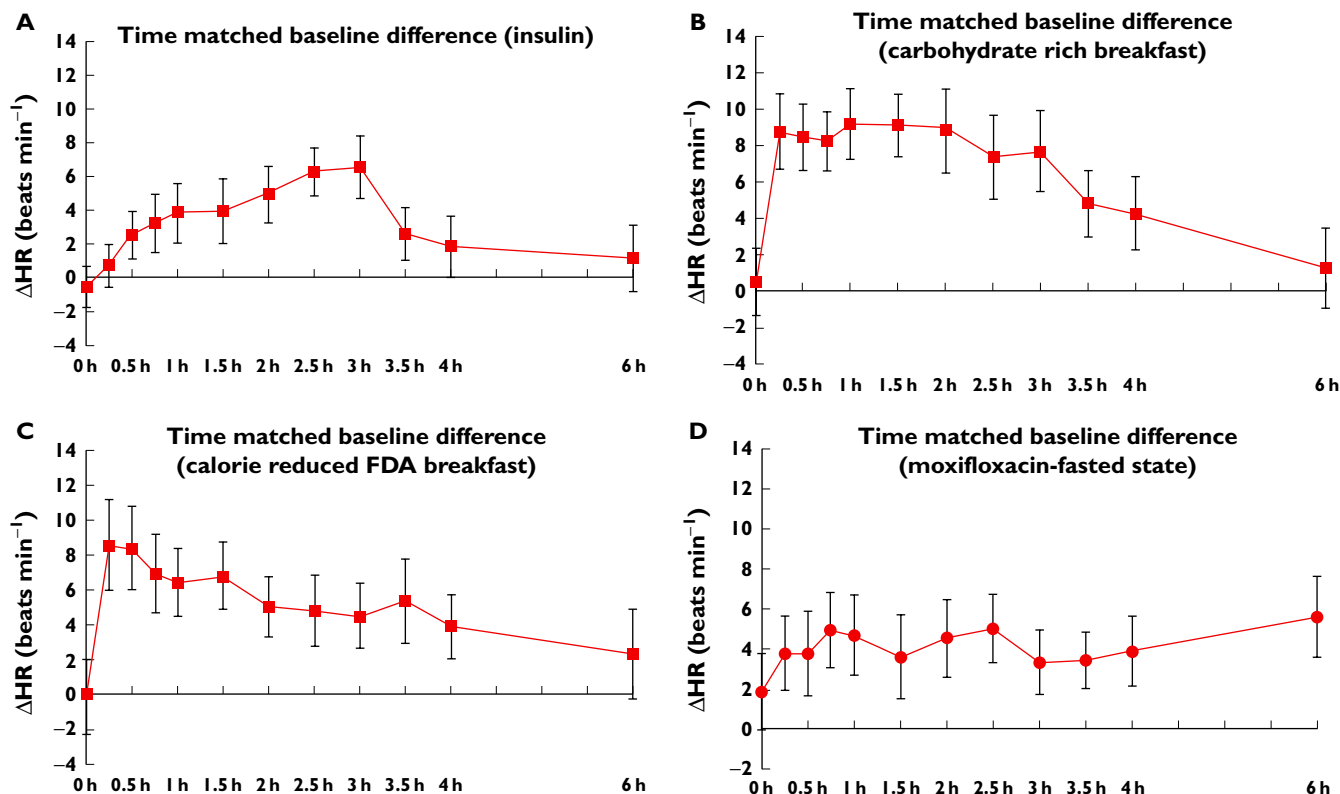 A
Time matched baseline difference (insulin)
14
12
10
8
6
4
2
0
−2
−4
ΔHR (beats min−1)
0 h 0.5 h 1 h 1.5 h 2 h 2.5 h 3 h 3.5 h 4 h 6 h
B
Time matched baseline difference
(carbohydrate rich breakfast)
14
12
10
8
6
4
2
0
−2
−4
ΔHR (beats min−1)
0 h 0.5 h 1 h 1.5 h 2 h 2.5 h 3 h 3.5 h 4 h 6 h
C
Time matched baseline difference
(calorie reduced FDA breakfast)
14
12
10
8
6
4
2
0
−2
−4
ΔHR (beats min−1)
0 h 0.5 h 1 h 1.5 h 2 h 2.5 h 3 h 3.5 h 4 h 6 h
D
Time matched baseline difference
(moxifloxacin-fasted state)
14
12
10
8
6
4
2
0
−2
ΔHR (beats min−1)
0 h 0.5 h 1 h 1.5 h 2 h 2.5 h 3 h 3.5 h 4 h 6 h